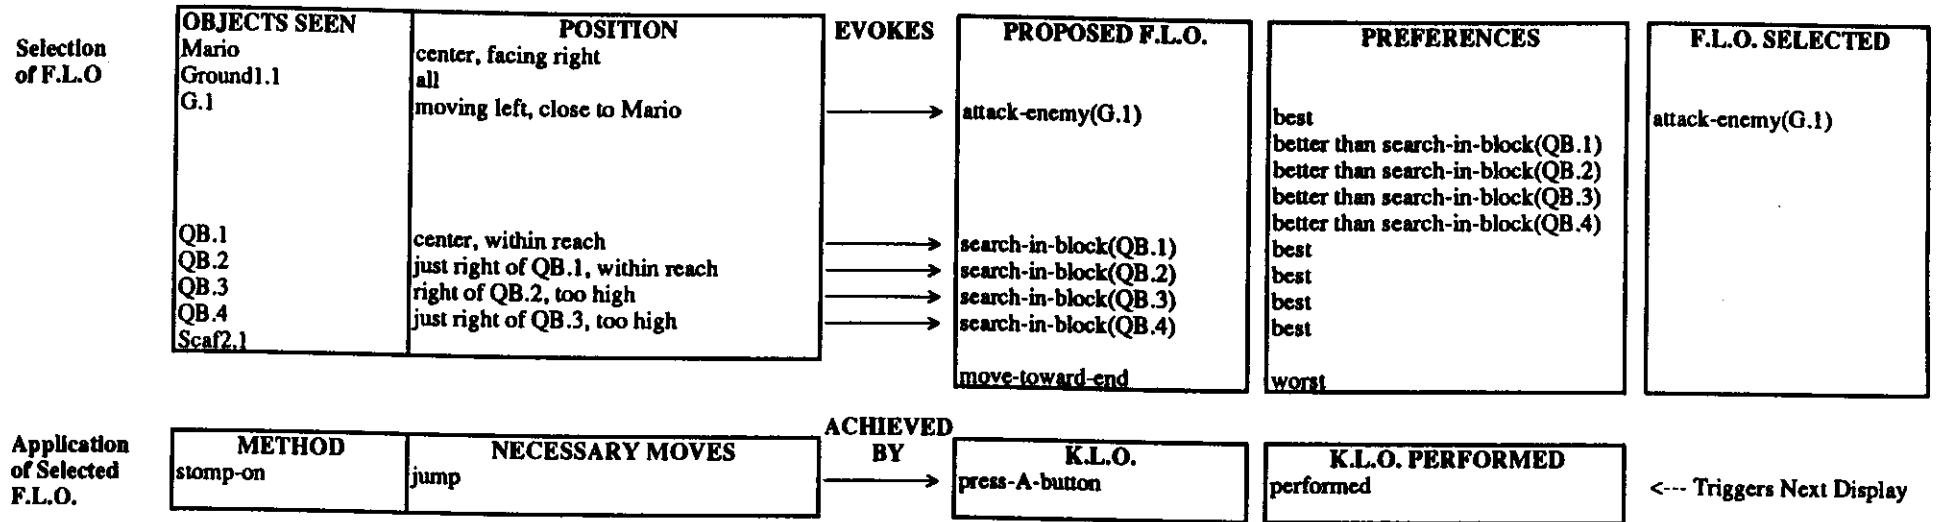 OBJECTS SEEN POSITION EVOKES PROPOSED F.L.O. PREFERENCES F.L.O. SELECTED
Selection Mario center, facing right
of F.L.O Ground1.1 all
G.1 moving left, close to Mario attack-enemy(G.1) best attack-enemy(G.1)
better than search-in-block(QB.1)
better than search-in-block(QB.2)
better than search-in-block(QB.3)
better than search-in-block(QB.4)
QB.1 center, within reach search-in-block(QB.1) best
QB.2 just right of QB.1, within reach search-in-block(QB.2) best
QB.3 right of QB.2, too high search-in-block(QB.3) best
QB.4 just right of QB.3, too high search-in-block(QB.4) best
Scaf2.1
move-toward-end worst
ACHIEVED
Application METHOD NECESSARY MOVES BY K.L.O. K.L.O. PERFORMED
of Selected stomp-on jump press-A-button performed <--- Triggers Next Display
F.L.O.